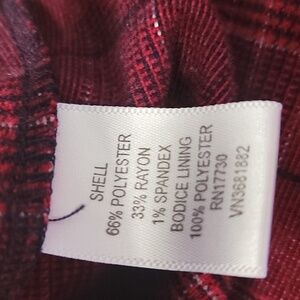 SHELL
66% POLYESTER
33% RAYON
1% SPANDEX
BODICE LINING
100% POLYESTER
RN17730
VN3681882